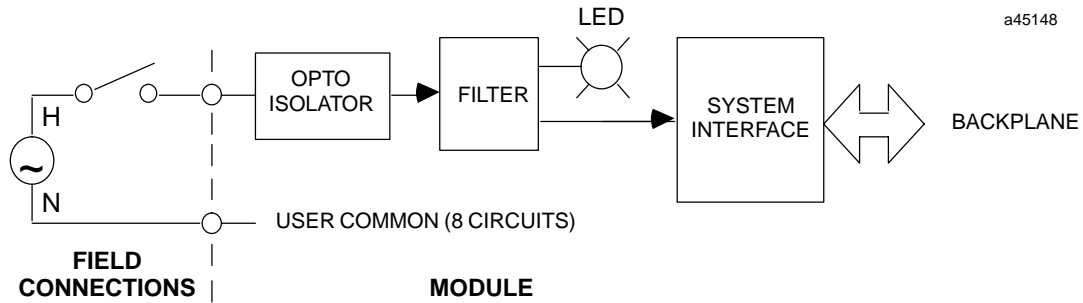 a45148
LED
OPTO
ISOLATOR
FILTER
SYSTEM
INTERFACE
BACKPLANE
H
~
N
USER COMMON (8 CIRCUITS)
FIELD
CONNECTIONS
MODULE